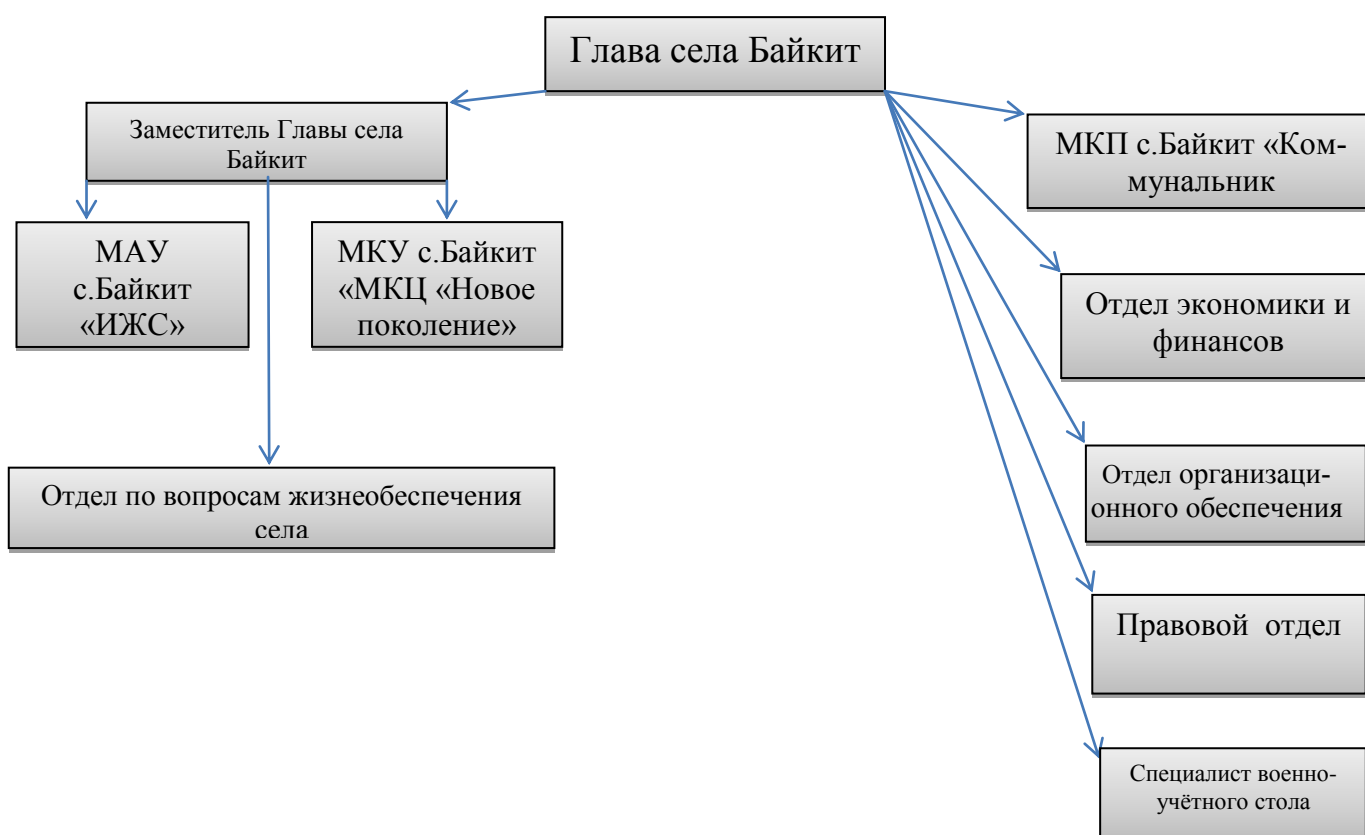 Глава села Байкит
Заместитель Главы села
Байкит
МКП с.Байкит «Ком-
мунальник
МАУ
с.Байкит
«ИЖС»
МКУ с.Байкит
«МКЦ «Новое
поколение»
Отдел экономики и
финансов
Отдел по вопросам жизнеобеспечения
села
Отдел организаци-
онного обеспечения
Правовой отдел
Специалист военно-
учётного стола